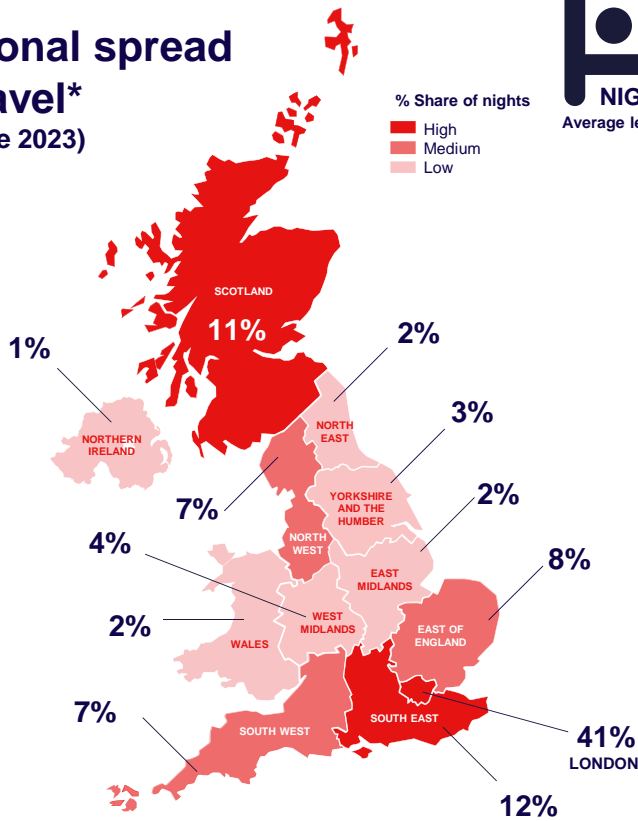 onal spread
avel*
e 2023)
% Share of nights
High
Medium
Low
NIG
Average le
SCOTLAND
11%
1%
2%
NORTHERN
IRELAND
NORTH
EAST
3%
7%
YORKSHIRE
AND THE
HUMBER
2%
4%
NORTH
WEST
8%
EAST
MIDLANDS
2%
WALES
WEST
MIDLANDS
EAST OF
ENGLAND
7%
SOUTH WEST
SOUTH EAST
41%
LONDON
12%